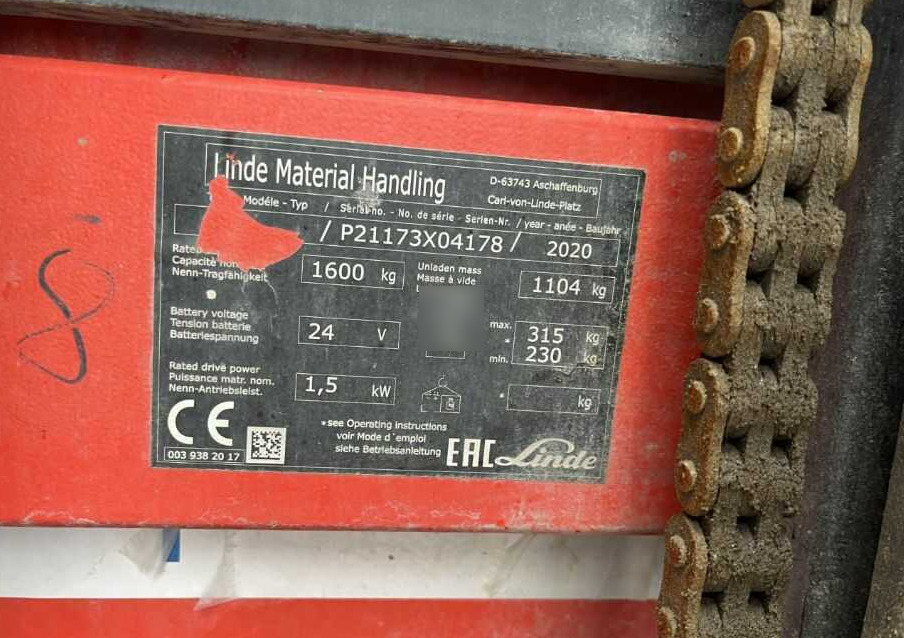 Linde Material Handling
D-63743 Aschaffenburg
Carl-von-Linde-Platz
Modéle - Typ / Serial no. - No. de série - Serien-Nr. / year - anée - Baujahr
/ P21173X04178 / 2020
Rated
Capacité nom
Nenn-Tragfähigkeit
1600 kg
Unladen mass
Masse à vide
1104 kg
Battery voltage
Tension batterie
Batteriespannung
24 V
max. 315 kg
min. 230 kg
Rated drive power
Puissance matr. nom.
Nenn-Antriebsleist.
1,5 kW
kg
CE
003 938 20 17
*see Operating instructions
voir Mode d'emploi
siehe Betriebsanleitung
EAC
Linde
8